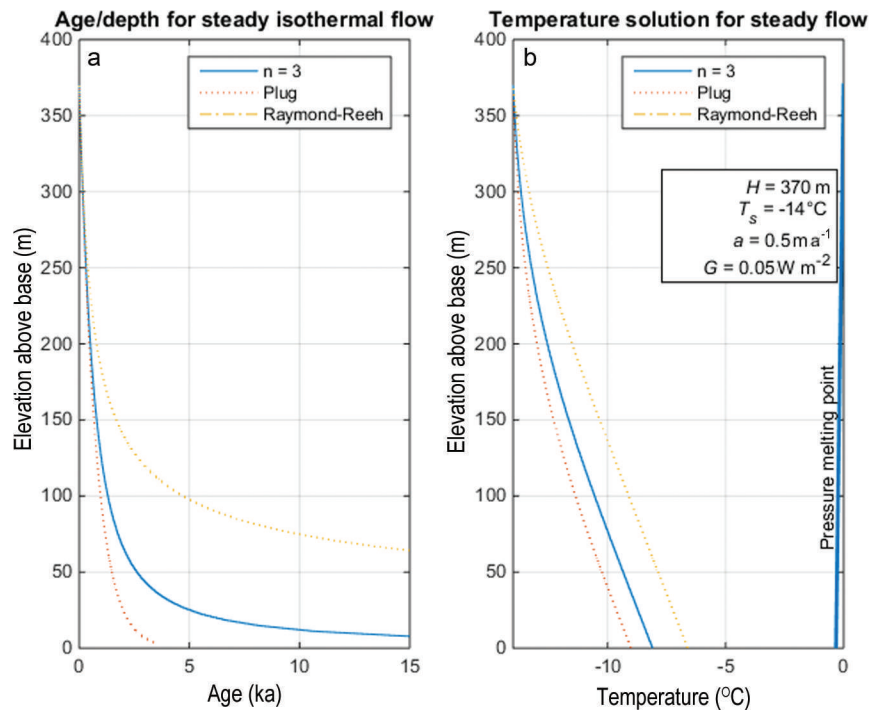 Age/depth for steady isothermal flow
a
n = 3
Plug
Raymond-Reeh
400
350
300
250
200
150
100
50
0
Elevation above base (m)
0 5 10 15
Age (ka)
Temperature solution for steady flow
b
n = 3
Plug
Raymond-Reeh
H = 370 m
T_s = -14°C
a = 0.5 m a⁻¹
G = 0.05 W m⁻²
Pressure melting point
400
350
300
250
200
150
100
50
0
Elevation above base (m)
-10 -5 0
Temperature (ºC)